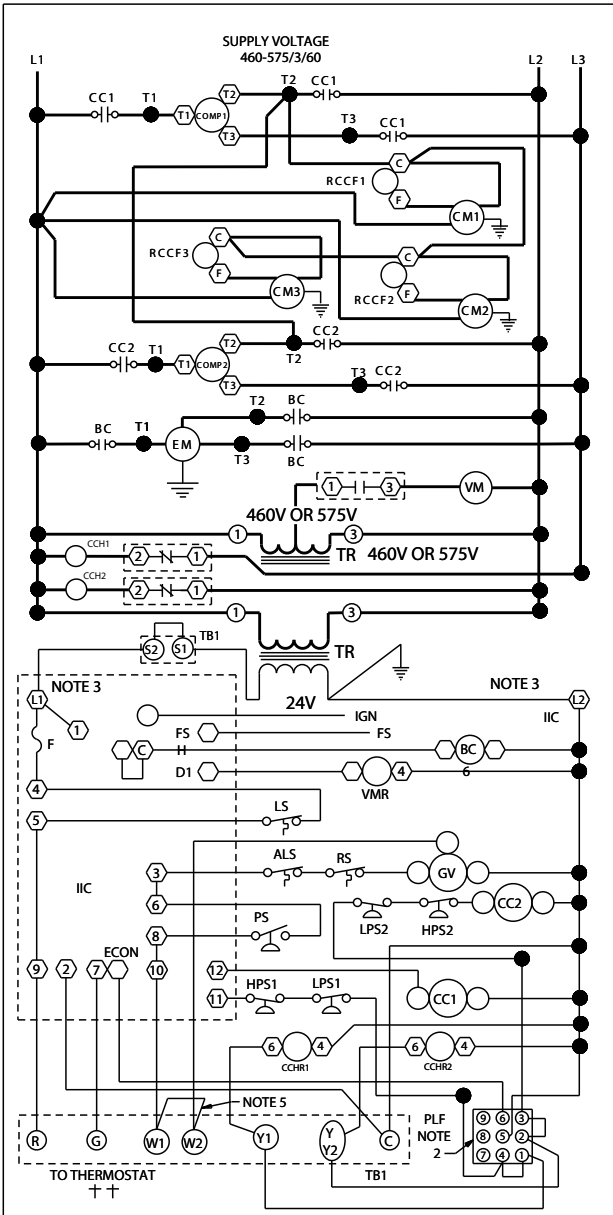 SUPPLY VOLTAGE
460-575/3/60
L1 L2 L3
T2 CC1
CC1 T1 T1 COMP1 T2
T3 T3 CC1
C
RCCF1
F
CM1
RCCF3 C C
F F
CM3 RCCF2 CM2
T2 CC2
CC2 T1 T1 COMP2 T2
T3 T3 CC2
T2 BC
BC T1 EM T3 BC
1 3 VM
460V OR 575V
1 3
TR 460V OR 575V
CCH1 2 1
CCH2 2 1
1 3
S2 S1 TB1
TR
NOTE 3 24V NOTE 3
L1 L2
IGN IIC
1
FS FS
F C H BC
6
D1 4
VMR
4 LS
5
ALS RS
3 GV
IIC
6 PS CC2
LPS2 HPS2
8
ECON
9 2 7 10 12
HPS1 LPS1 CC1
11
6 4 6 4
CCHR1 CCHR2
NOTE 5
9 6 3
R G W1 W2 Y1 Y Y2 C
PLF NOTE 2
8 5 2
7 4 1
TO THERMOSTAT TB1
††